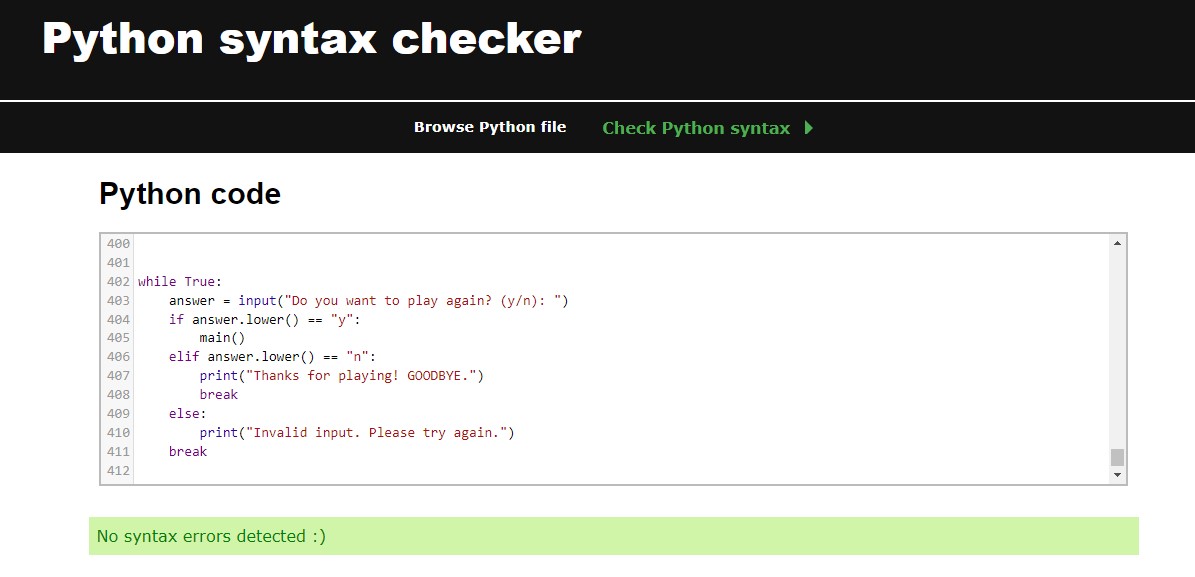 Python syntax checker
Browse Python file Check Python syntax
Python code
400
401
402 while True:
403     answer = input("Do you want to play again? (y/n): ")
404     if answer.lower() == "y":
405         main()
406     elif answer.lower() == "n":
407         print("Thanks for playing! GOODBYE.")
408         break
409     else:
410         print("Invalid input. Please try again.")
411     break
412
No syntax errors detected :)